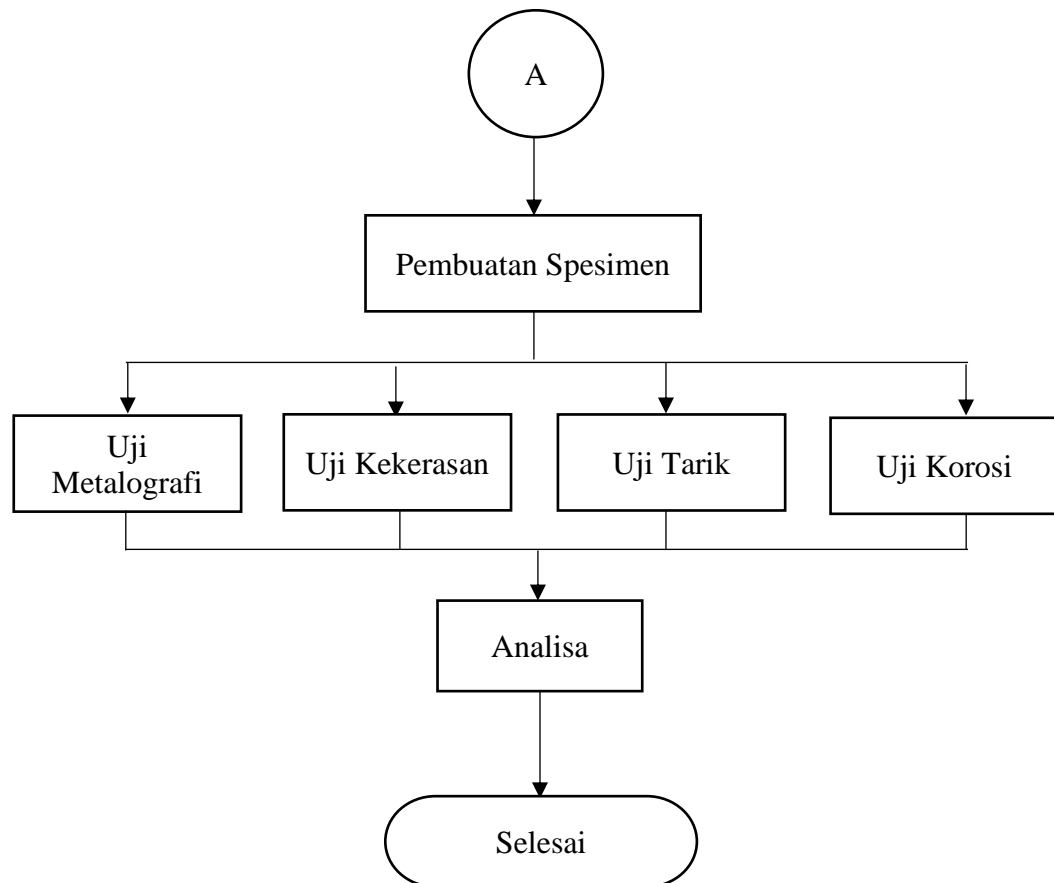 A
Pembuatan Spesimen
Uji
Metalografi
Uji Kekerasan
Uji Tarik
Uji Korosi
Analisa
Selesai